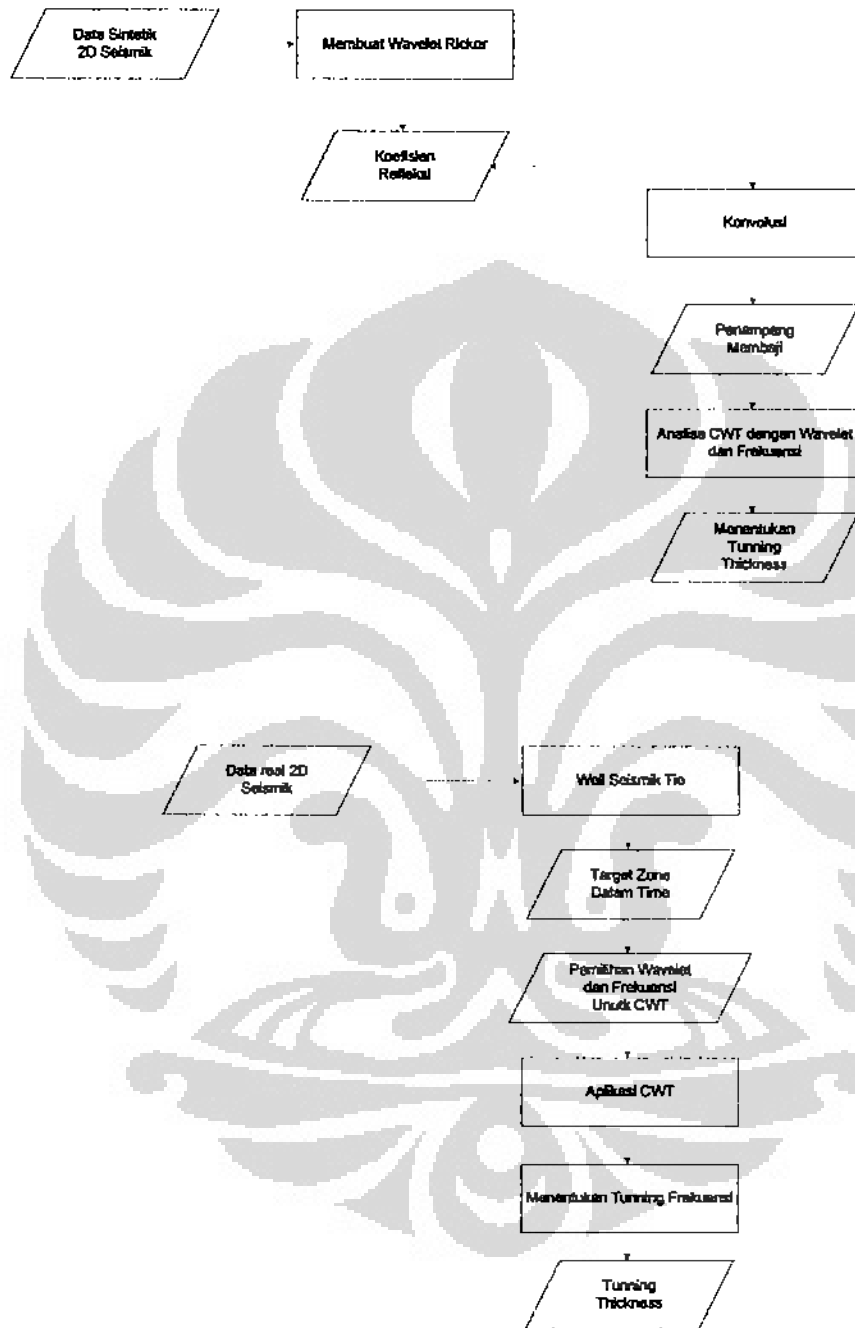 Data Sintetik
2D Seismik
Membuat Wavelet Ricker
Koefisien
Refleksi
Konvolusi
Penampang
Membaji
Analisa CWT dengan Wavelet
dan Frekuensi
Menentukan
Tunning
Thickness
Data real 2D
Seismik
Well Seismik Tie
Target Zone
Dalam Time
Pemilihan Wavelet
dan Frekuensi
Unutk CWT
Aplikasi CWT
Menentukan Tunning Frekuensi
Tunning
Thickness